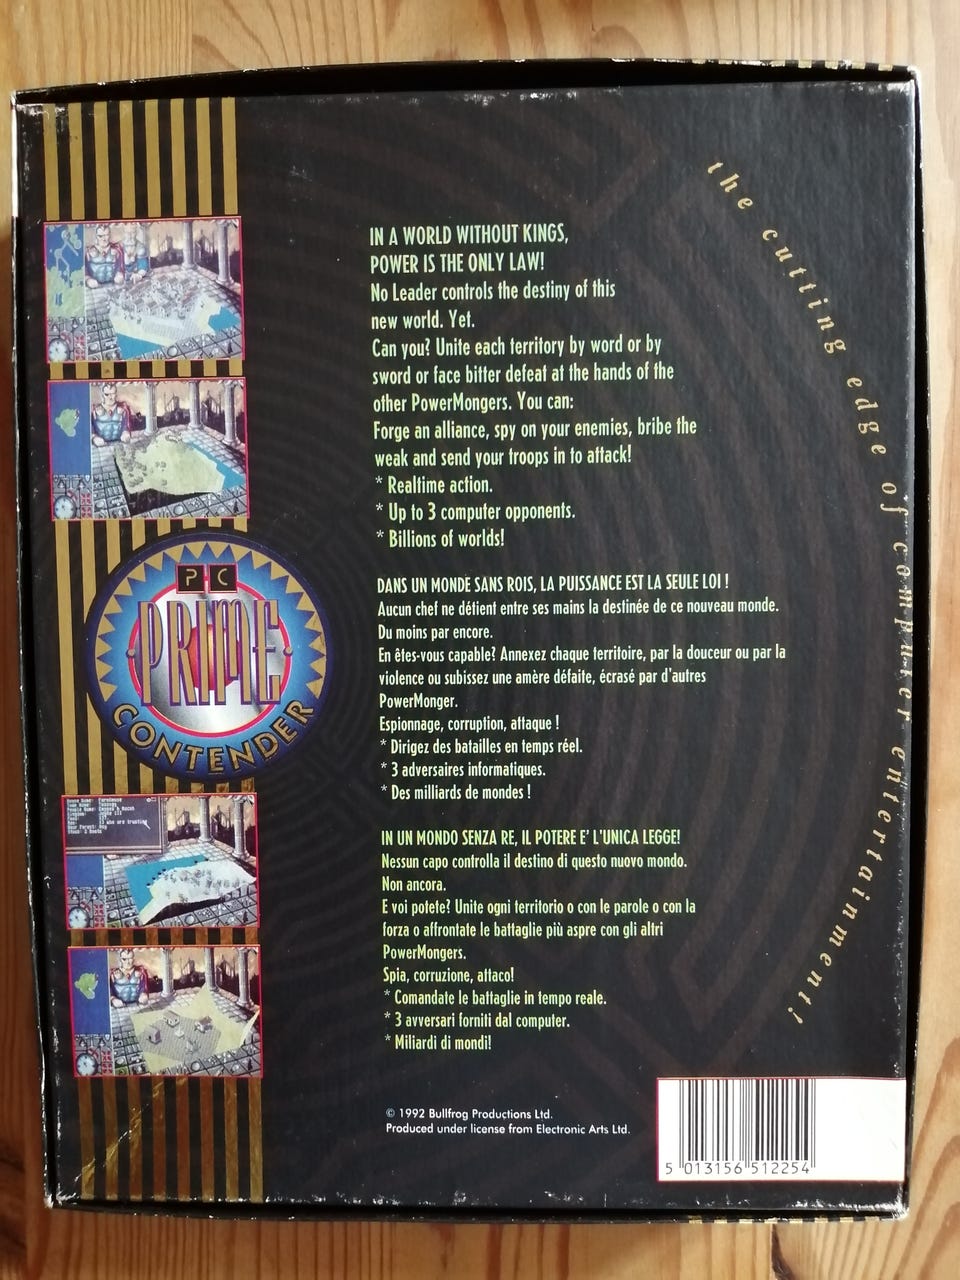 the cutting edge of computer entertainment!
IN A WORLD WITHOUT KINGS,
POWER IS THE ONLY LAW!
No Leader controls the destiny of this
new world. Yet.
Can you? Unite each territory by word or by
sword or face bitter defeat at the hands of the
other PowerMongers. You can:
Forge an alliance, spy on your enemies, bribe the
weak and send your troops in to attack!
* Realtime action.
* Up to 3 computer opponents.
* Billions of worlds!
PC
PRIME
CONTENDER
DANS UN MONDE SANS ROIS, LA PUISSANCE EST LA SEULE LOI !
Aucun chef ne détient entre ses mains la destinée de ce nouveau monde.
Du moins par encore.
En êtes-vous capable? Annexez chaque territoire, par la douceur ou par la
violence ou subissez une amère défaite, écrasé par d'autres
PowerMonger.
Espionnage, corruption, attaque !
* Dirigez des batailles en temps réel.
* 3 adversaires informatiques.
* Des milliards de mondes !
IN UN MONDO SENZA RE, IL POTERE E' L'UNICA LEGGE!
Nessun capo controlla il destino di questo nuovo mondo.
Non ancora.
E voi potete? Unite ogni territorio o con le parole o con la
forza o affrontate le battaglie più aspre con gli altri
PowerMongers.
Spia, corruzione, attaco!
* Comandate le battaglie in tempo reale.
* 3 avversari forniti dal computer.
* Miliardi di mondi!
© 1992 Bullfrog Productions Ltd.
Produced under license from Electronic Arts Ltd.
5 013156 512254